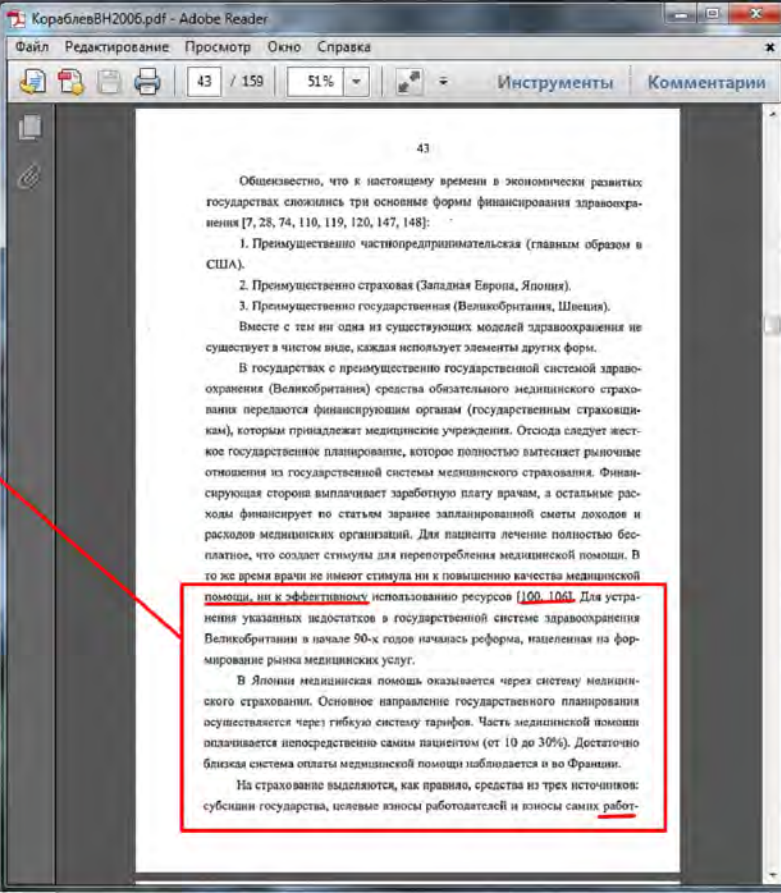 КораблевВН2006.pdf - Adobe Reader
Файл Редактирование Просмотр Окно Справка
43 / 159 51% Инструменты Комментарии
43
Общеизвестно, что к настоящему времени в экономически развитых
государствах сложились три основные формы финансирования здравоохра-
нения [7, 28, 74, 110, 119, 120, 147, 148]:
1. Преимущественно частнопредпринимательская (главным образом в
США).
2. Преимущественно страховая (Западная Европа, Япония).
3. Преимущественно государственная (Великобритания, Швеция).
Вместе с тем ни одна из существующих моделей здравоохранения не
существует в чистом виде, каждая использует элементы других форм.
В государствах с преимущественно государственной системой здраво-
охранения (Великобритания) средства обязательного медицинского страхо-
вания передаются финансирующим органам (государственным страховщи-
кам), которым принадлежат медицинские учреждения. Отсюда следует жест-
кое государственное планирование, которое полностью вытесняет рыночные
отношения из государственной системы медицинского страхования. Финан-
сирующая сторона выплачивает заработную плату врачам, а остальные рас-
ходы финансирует по статьям заранее запланированной сметы доходов и
расходов медицинских организаций. Для пациента лечение полностью бес-
платное, что создает стимулы для перепотребления медицинской помощи. В
то же время врачи не имеют стимула ни к повышению качества медицинской
помощи, ни к эффективному использованию ресурсов [100, 106]. Для устра-
нения указанных недостатков в государственной системе здравоохранения
Великобритании в начале 90-х годов началась реформа, нацеленная на фор-
мирование рынка медицинских услуг.
В Японии медицинская помощь оказывается через систему медицин-
ского страхования. Основное направление государственного планирования
осуществляется через гибкую систему тарифов. Часть медицинской помощи
оплачивается непосредственно самим пациентом (от 10 до 30%). Достаточно
близкая система оплаты медицинской помощи наблюдается и во Франции.
На страхование выделяются, как правило, средства из трех источников:
субсидии государства, целевые взносы работодателей и взносы самих работ-